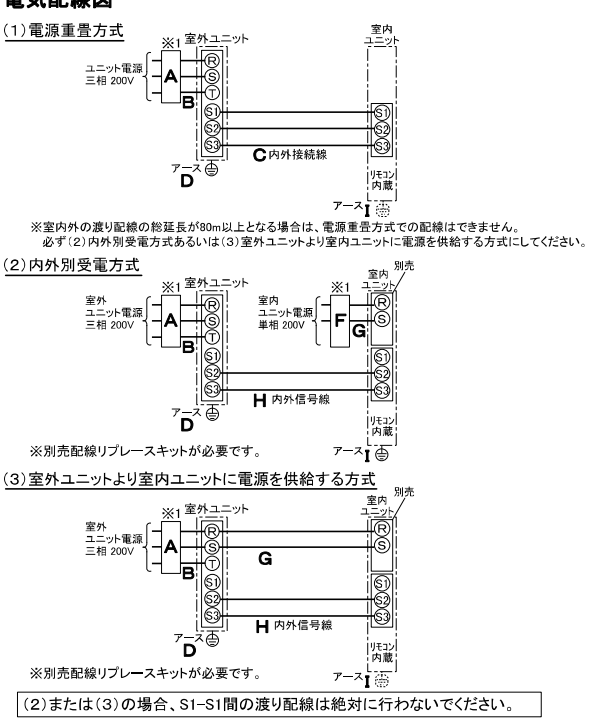 電気配線図
(1)電源重畳方式
※1
室外ユニット
室内
ユニット
ユニット電源
三相 200V
A
B
R
S
T
S1
S2
S3
S1
S2
S3
C 内外接続線
アース
D
リモコン
内蔵
アース I
※室内外の渡り配線の総延長が80m以上となる場合は、電源重畳方式での配線はできません。
必ず(2)内外別受電方式あるいは(3)室外ユニットより室内ユニットに電源を供給する方式にしてください。
(2)内外別受電方式
※1
室外ユニット
※1
室内
ユニット
別売
室外
ユニット電源
三相 200V
A
B
R
S
T
S1
S2
S3
室内
ユニット電源
単相 200V
F
G
R
S
S1
S2
S3
H 内外信号線
アース
D
リモコン
内蔵
アース I
※別売配線リプレースキットが必要です。
(3)室外ユニットより室内ユニットに電源を供給する方式
※1
室外ユニット
室内
ユニット
別売
室外
ユニット電源
三相 200V
A
B
R
S
T
S1
S2
S3
G
R
S
S1
S2
S3
H 内外信号線
アース
D
リモコン
内蔵
アース I
※別売配線リプレースキットが必要です。
(2)または(3)の場合、S1-S1間の渡り配線は絶対に行わないでください。